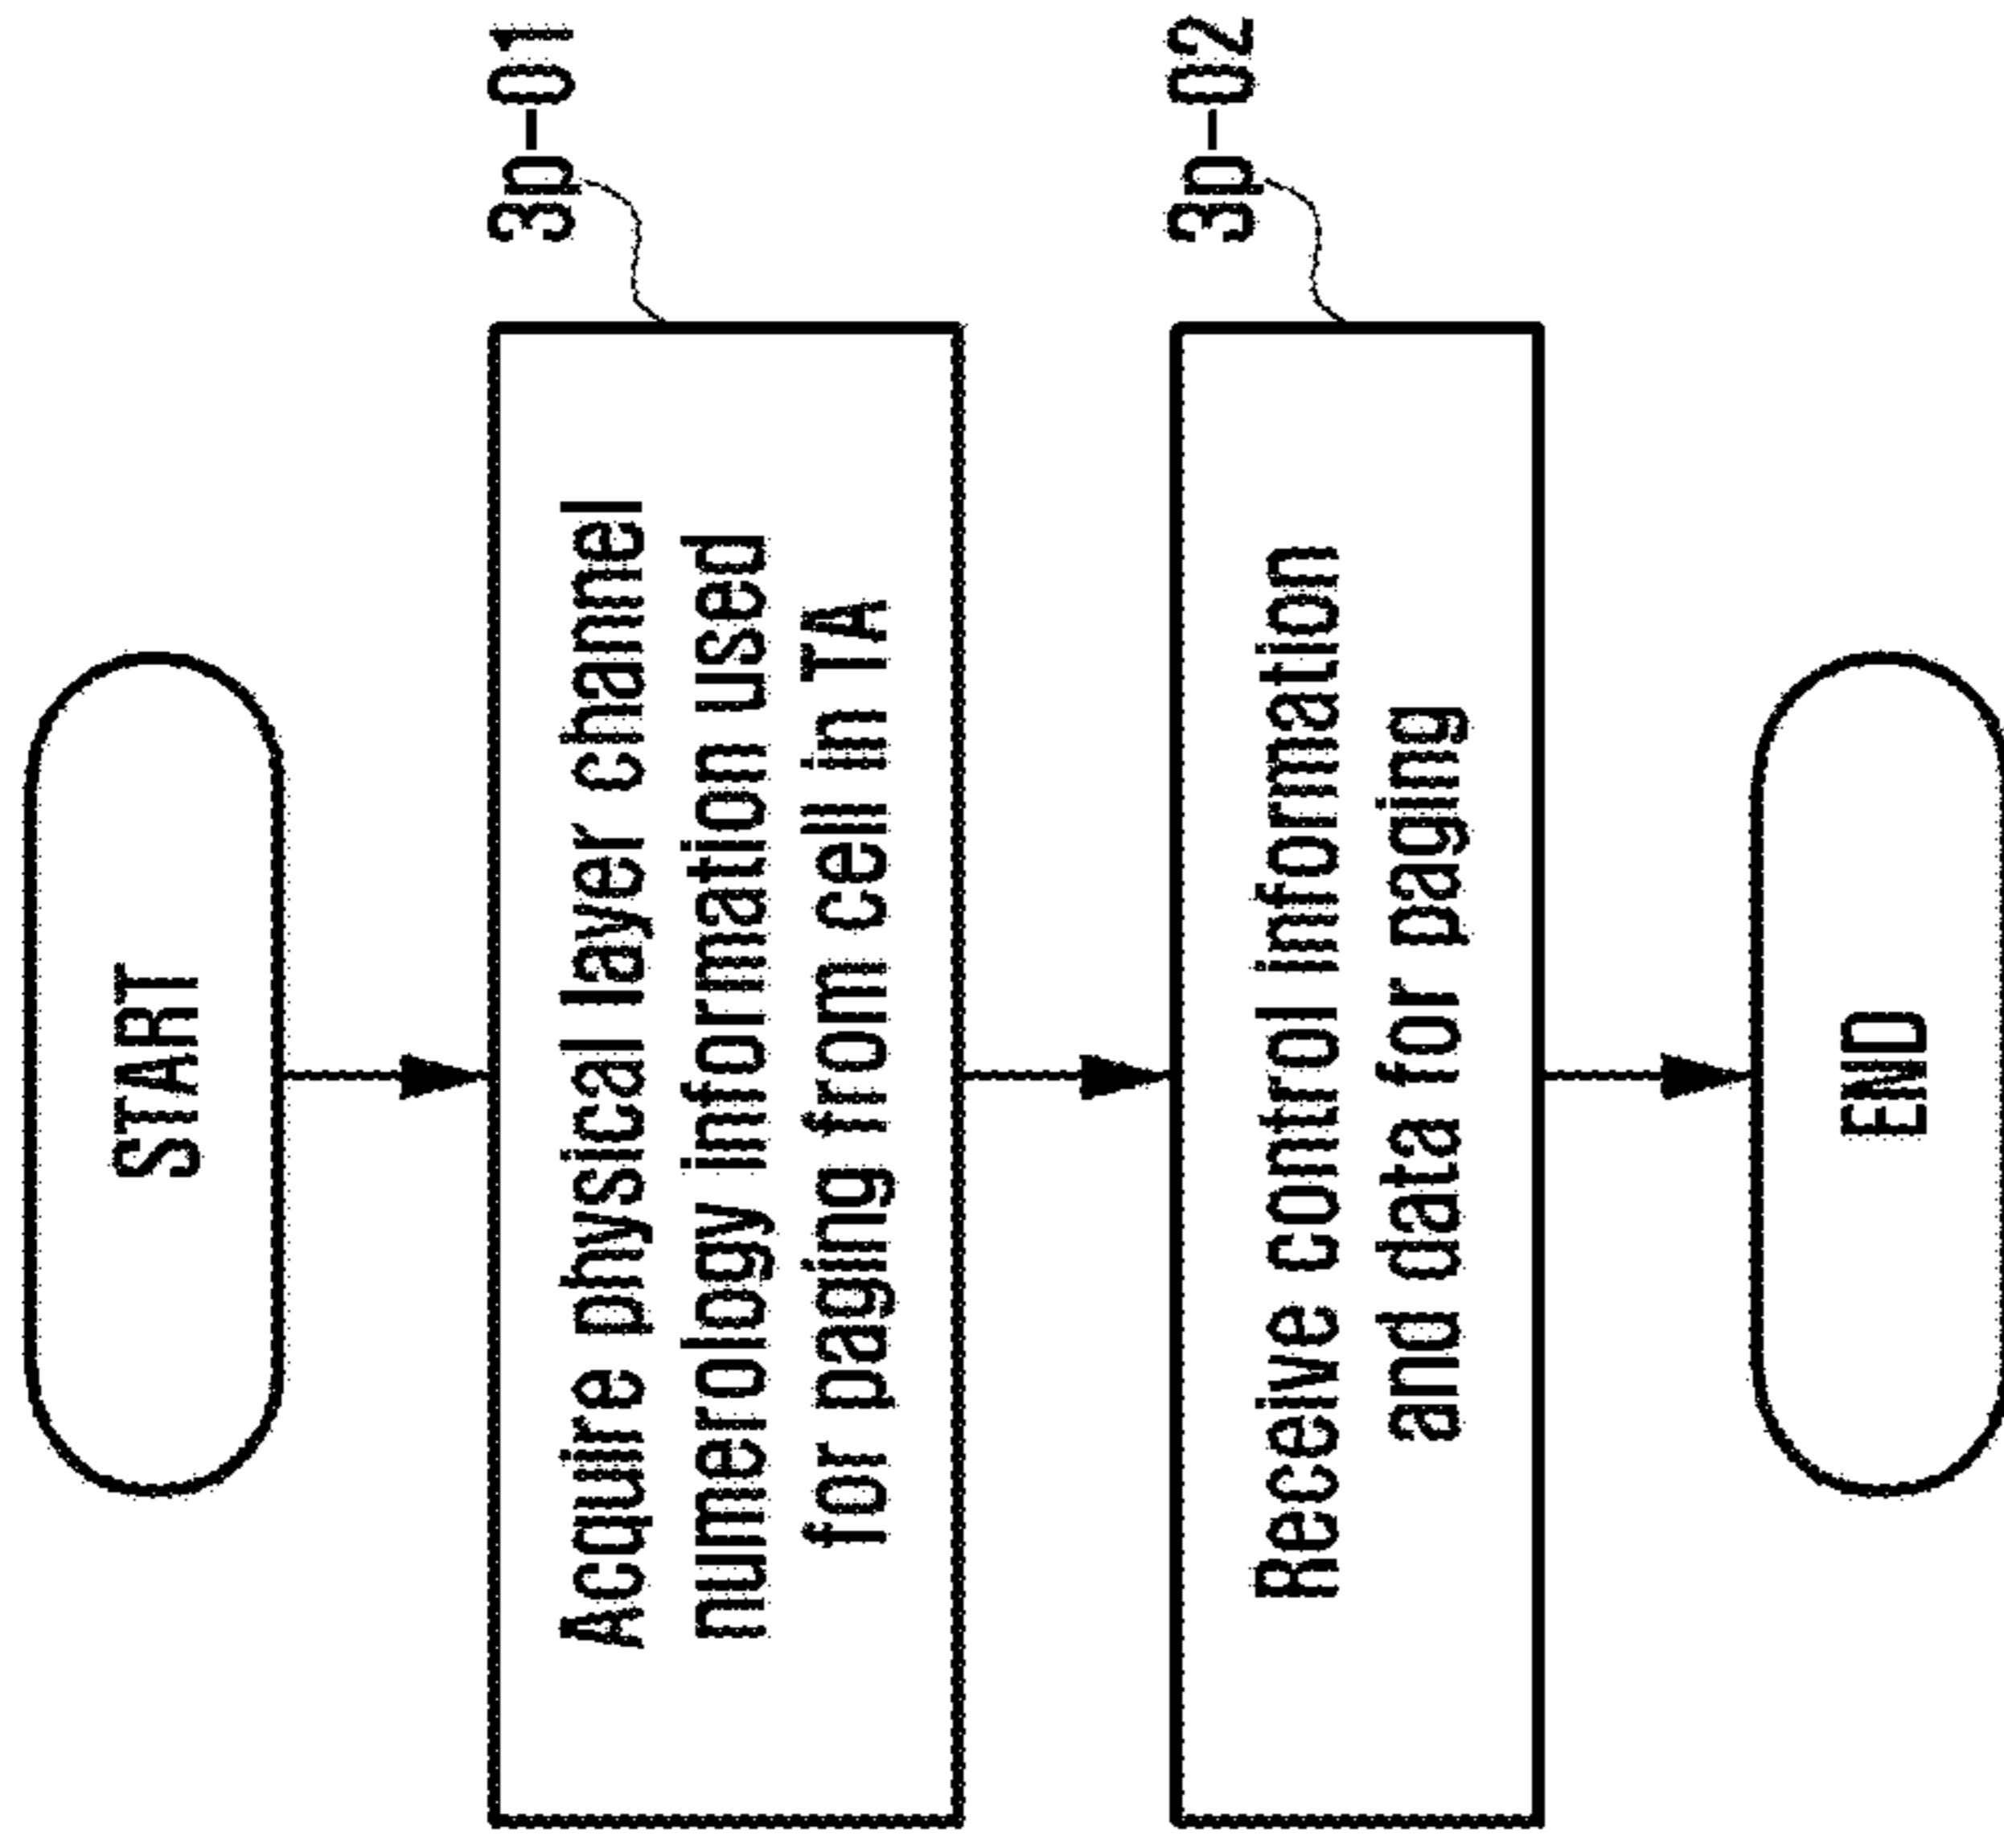 START
3p-01
Acquire physical layer channel
numerology information used
for paging from cell in TA
3p-02
Receive control information
and data for paging
END